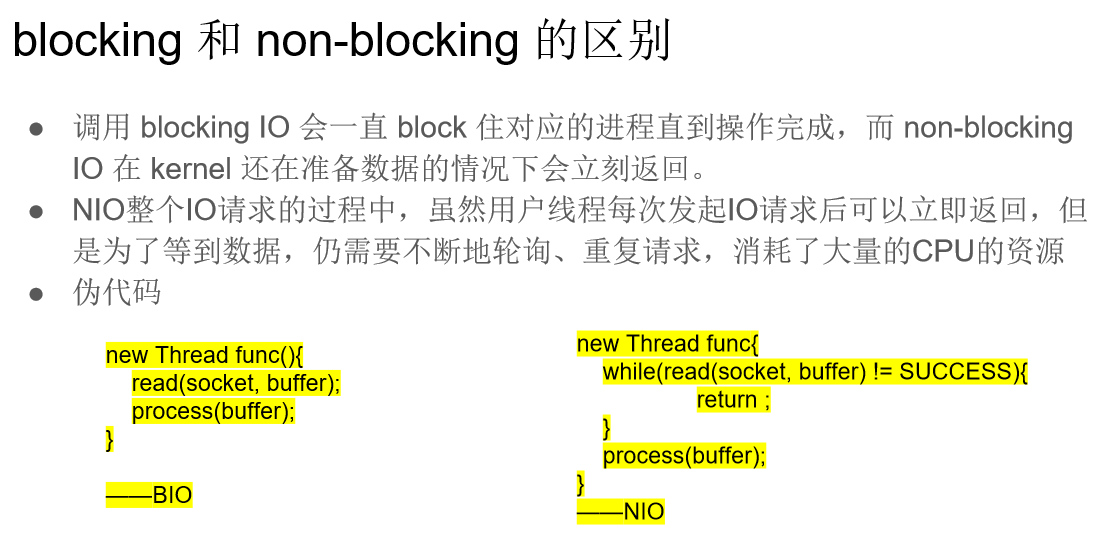 blocking 和 non-blocking 的区别
● 调用 blocking IO 会一直 block 住对应的进程直到操作完成，而 non-blocking
IO 在 kernel 还在准备数据的情况下会立刻返回。
● NIO整个IO请求的过程中，虽然用户线程每次发起IO请求后可以立即返回，但
是为了等到数据，仍需要不断地轮询、重复请求，消耗了大量的CPU的资源
● 伪代码
new Thread func(){
read(socket, buffer);
process(buffer);
}
——BIO
new Thread func{
while(read(socket, buffer) != SUCCESS){
return ;
}
process(buffer);
}
——NIO